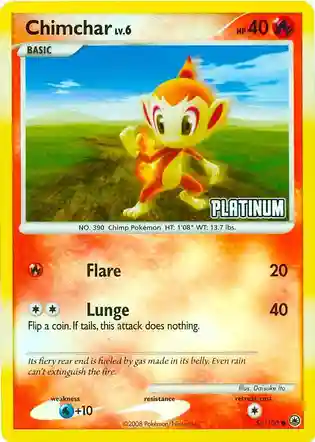 Chimchar LV.6
HP 40
BASIC
PLATINUM
NO. 390 Chimp Pokémon HT: 1'08" WT: 13.7 lbs.
Flare 20
Lunge 40
Flip a coin. If tails, this attack does nothing.
Illus. Daisuke Ito
Its fiery rear end is fueled by gas made in its belly. Even rain
can't extinguish the fire.
weakness resistance retreat cost
+10
©2008 Pokémon/Nintendo